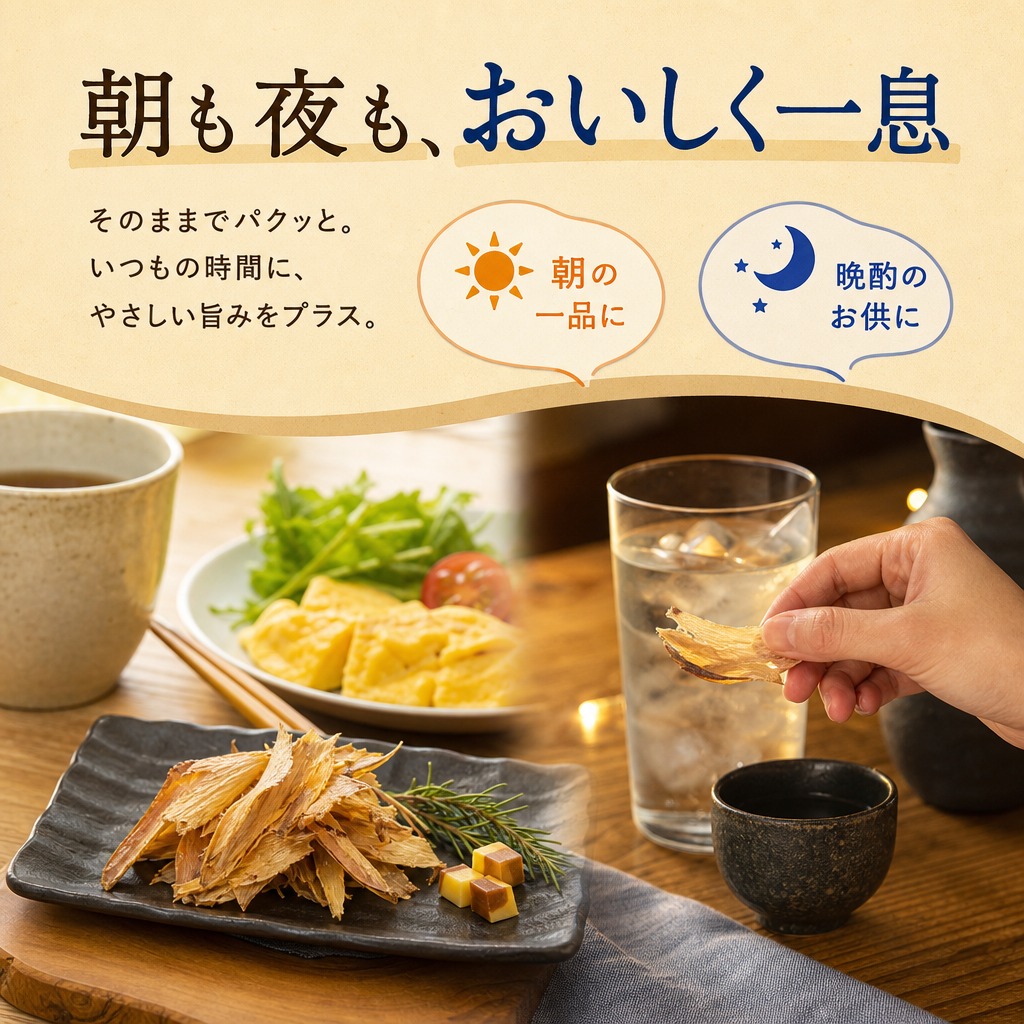 朝も夜も、おいしく一息
そのままでパクッと。
いつもの時間に、
やさしい旨みをプラス。
朝の
一品に
晩酌の
お供に